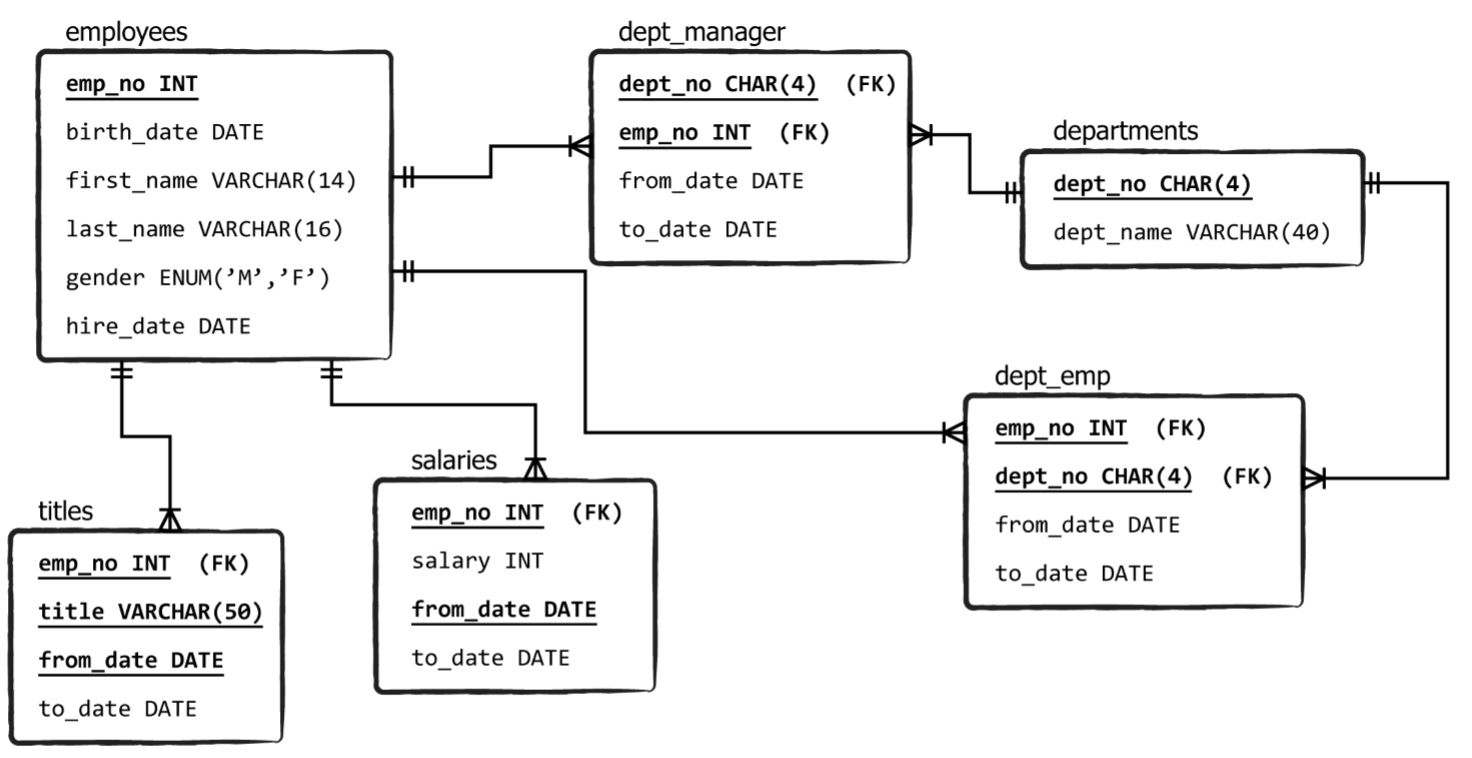 employees
emp_no INT
birth_date DATE
first_name VARCHAR(14)
last_name VARCHAR(16)
gender ENUM(’M’,’F’)
hire_date DATE
dept_manager
dept_no CHAR(4) (FK)
emp_no INT (FK)
from_date DATE
to_date DATE
departments
dept_no CHAR(4)
dept_name VARCHAR(40)
dept_emp
emp_no INT (FK)
dept_no CHAR(4) (FK)
from_date DATE
to_date DATE
salaries
emp_no INT (FK)
salary INT
from_date DATE
to_date DATE
titles
emp_no INT (FK)
title VARCHAR(50)
from_date DATE
to_date DATE